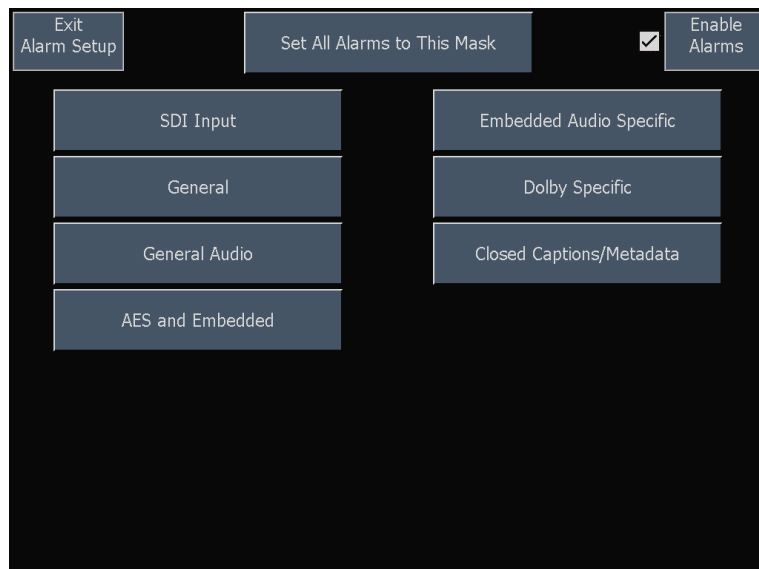 Exit
Alarm Setup
Set All Alarms to This Mask
Enable
Alarms
SDI Input
Embedded Audio Specific
General
Dolby Specific
General Audio
Closed Captions/Metadata
AES and Embedded